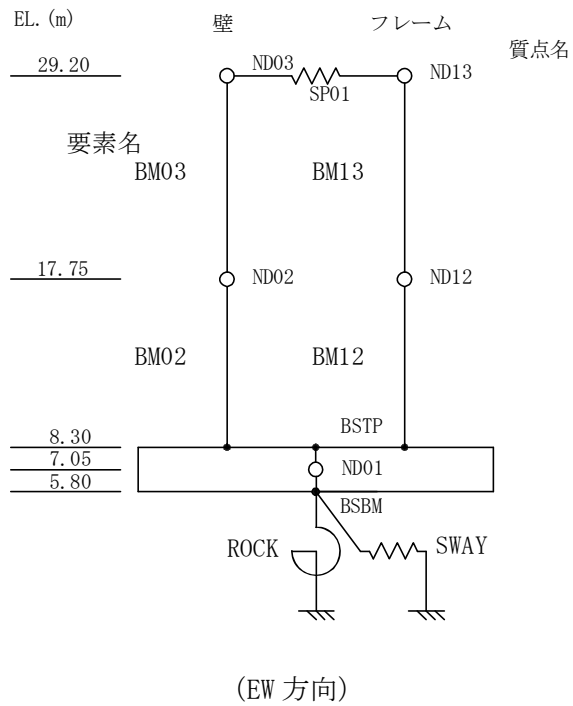 EL.(m)
壁
フレーム
質点名
29.20
ND03
ND13
SP01
要素名
BM03
BM13
17.75
ND02
ND12
BM02
BM12
BSTP
8.30
7.05
ND01
5.80
BSBM
ROCK
SWAY
(EW 方向)